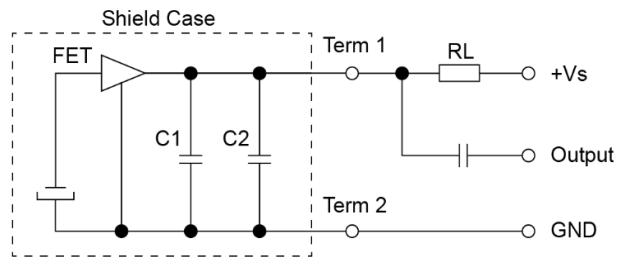 Shield Case
FET
Term 1
RL
+Vs
C1
C2
Output
Term 2
GND